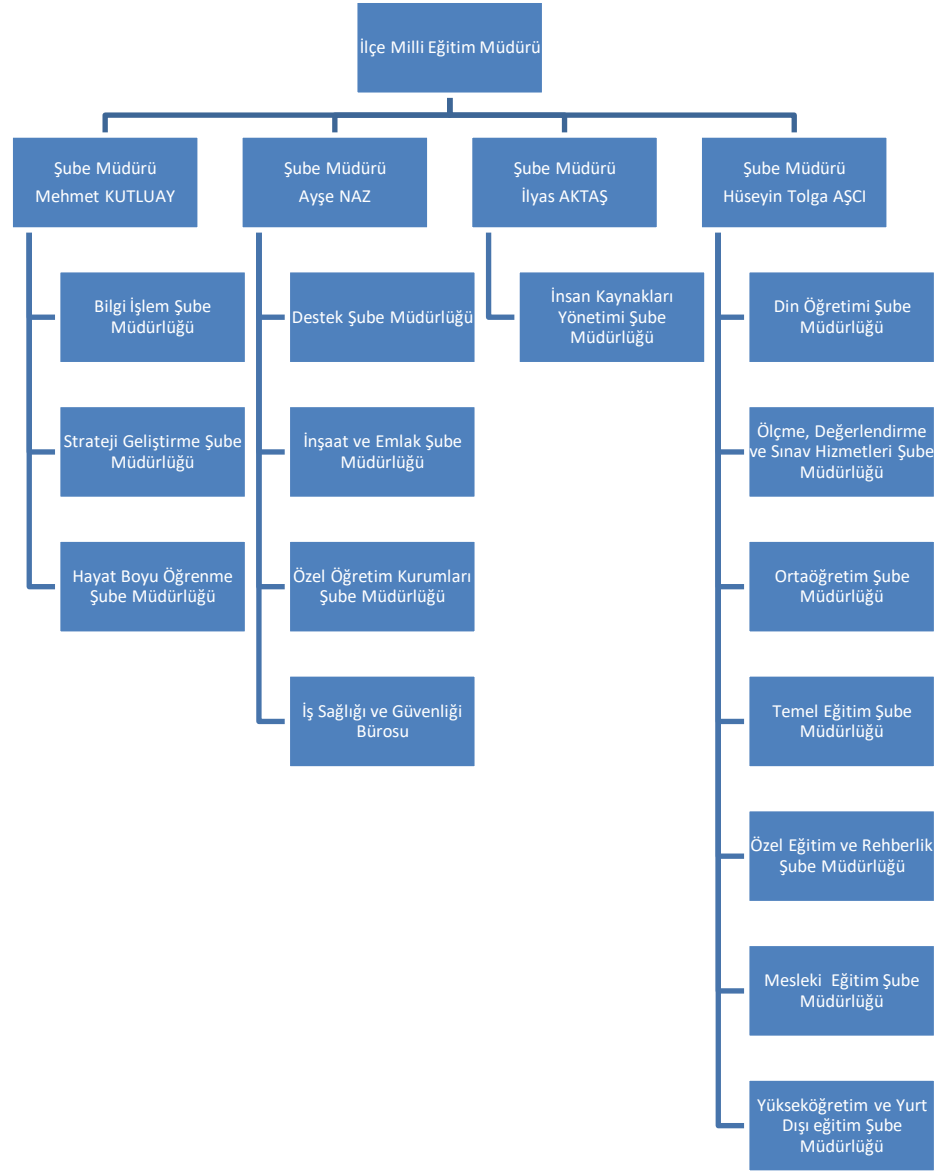 İlçe Milli Eğitim Müdürü
Şube Müdürü
Mehmet KUTLUAY
Şube Müdürü
Ayşe NAZ
Şube Müdürü
İlyas AKTAŞ
Şube Müdürü
Hüseyin Tolga AŞCI
Bilgi İşlem Şube
Müdürlüğü
Strateji Geliştirme Şube
Müdürlüğü
Hayat Boyu Öğrenme
Şube Müdürlüğü
Destek Şube Müdürlüğü
İnşaat ve Emlak Şube
Müdürlüğü
Özel Öğretim Kurumları
Şube Müdürlüğü
İş Sağlığı ve Güvenliği
Bürosu
İnsan Kaynakları
Yönetimi Şube
Müdürlüğü
Din Öğretimi Şube
Müdürlüğü
Ölçme, Değerlendirme
ve Sınav Hizmetleri Şube
Müdürlüğü
Ortaöğretim Şube
Müdürlüğü
Temel Eğitim Şube
Müdürlüğü
Özel Eğitim ve Rehberlik
Şube Müdürlüğü
Mesleki  Eğitim Şube
Müdürlüğü
Yükseköğretim ve Yurt
Dışı eğitim Şube
Müdürlüğü